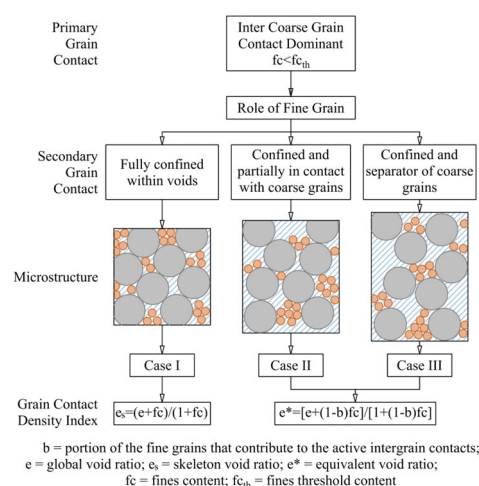 Primary
Grain
Contact
Inter Coarse Grain
Contact Dominant
fc<fcth
Role of Fine Grain
Secondary
Grain
Contact
Fully confined
within voids
Confined and
partially in contact
with coarse grains
Confined and
separator of coarse
grains
Microstructure
Case I
Case II
Case III
Grain Contact
Density Index
es=(e+fc)/(1+fc)
e*=[e+(1-b)fc]/[1+(1-b)fc]
b = portion of the fine grains that contribute to the active intergrain contacts;
e = global void ratio; es = skeleton void ratio; e* = equivalent void ratio;
fc = fines content; fcth = fines threshold content